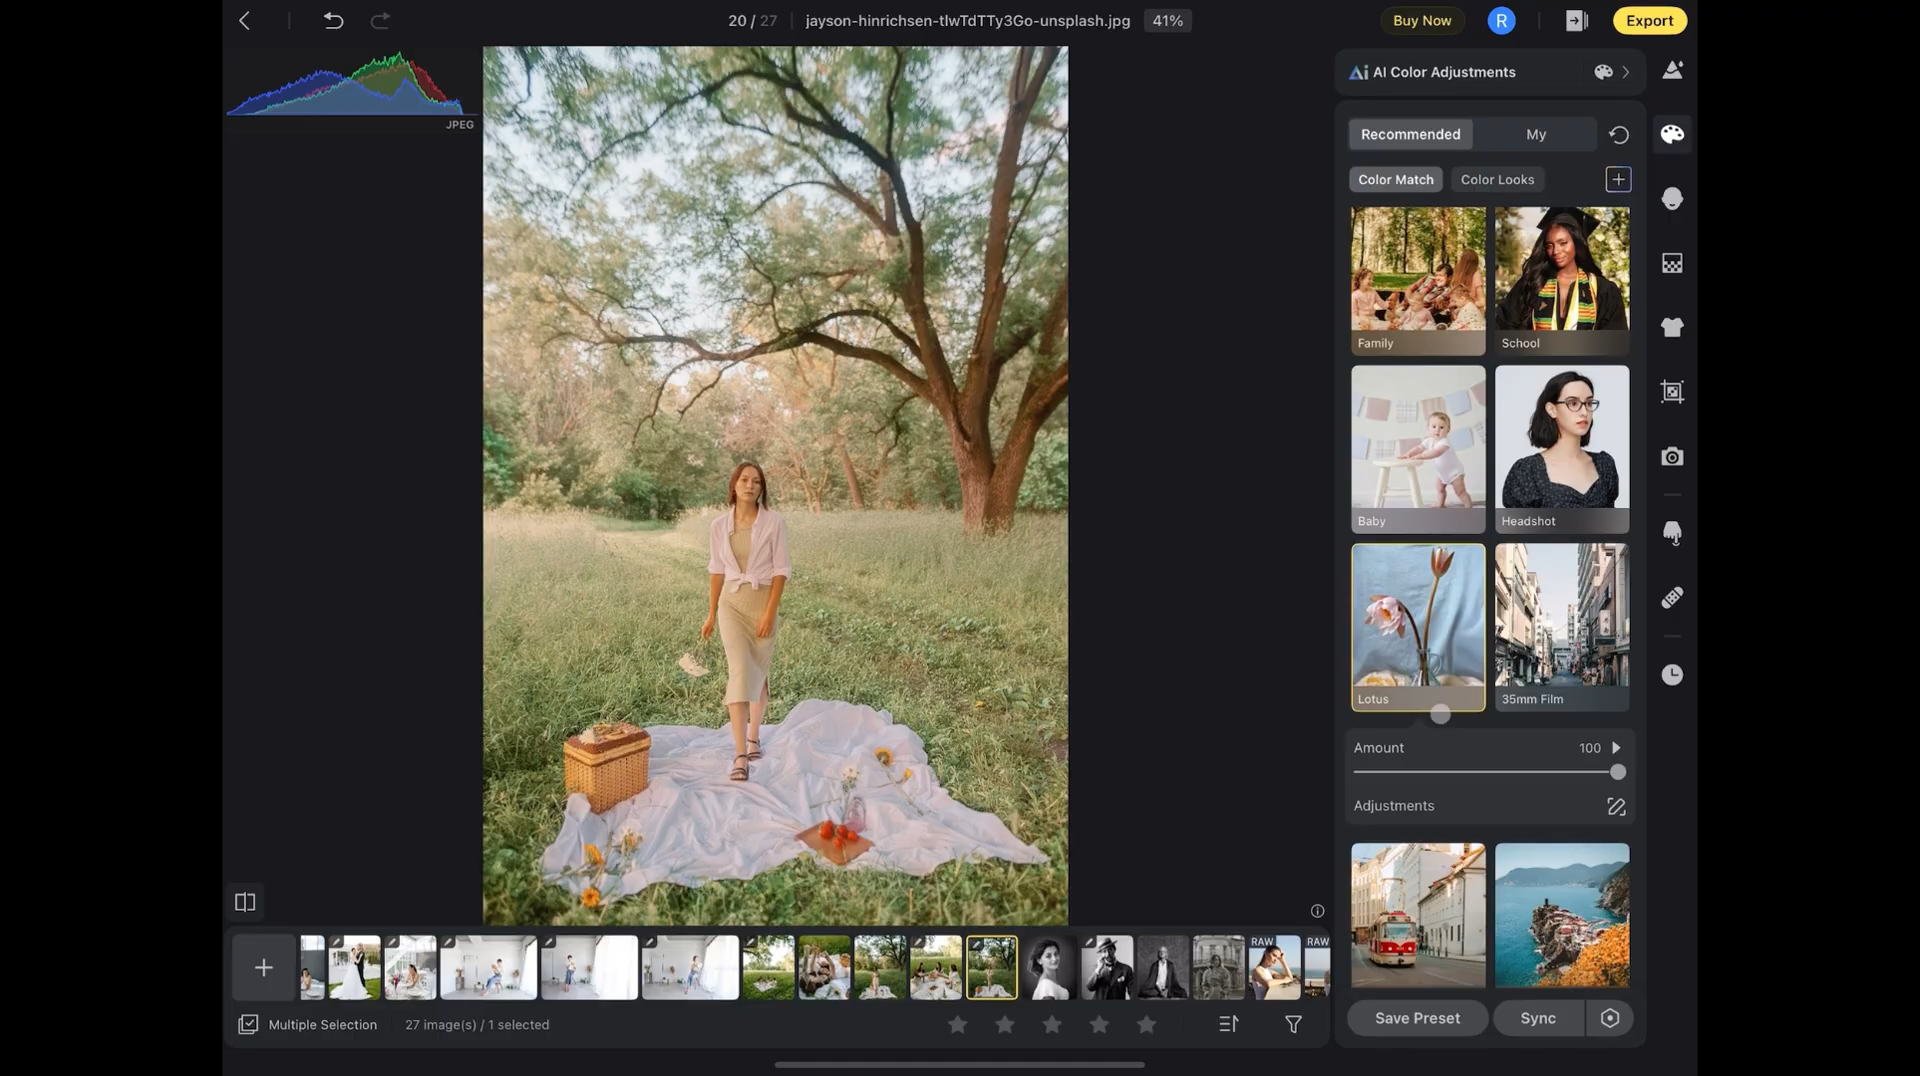 20 / 27 jayson-hinrichsen-tIwTdTTy3Go-unsplash.jpg 41% Buy Now R Export
JPEG
Ai AI Color Adjustments
Recommended My
Color Match Color Looks
Family School
Baby Headshot
Lotus 35mm Film
Amount 100
Adjustments
RAW RAW
Multiple Selection 27 image(s) / 1 selected
Save Preset Sync